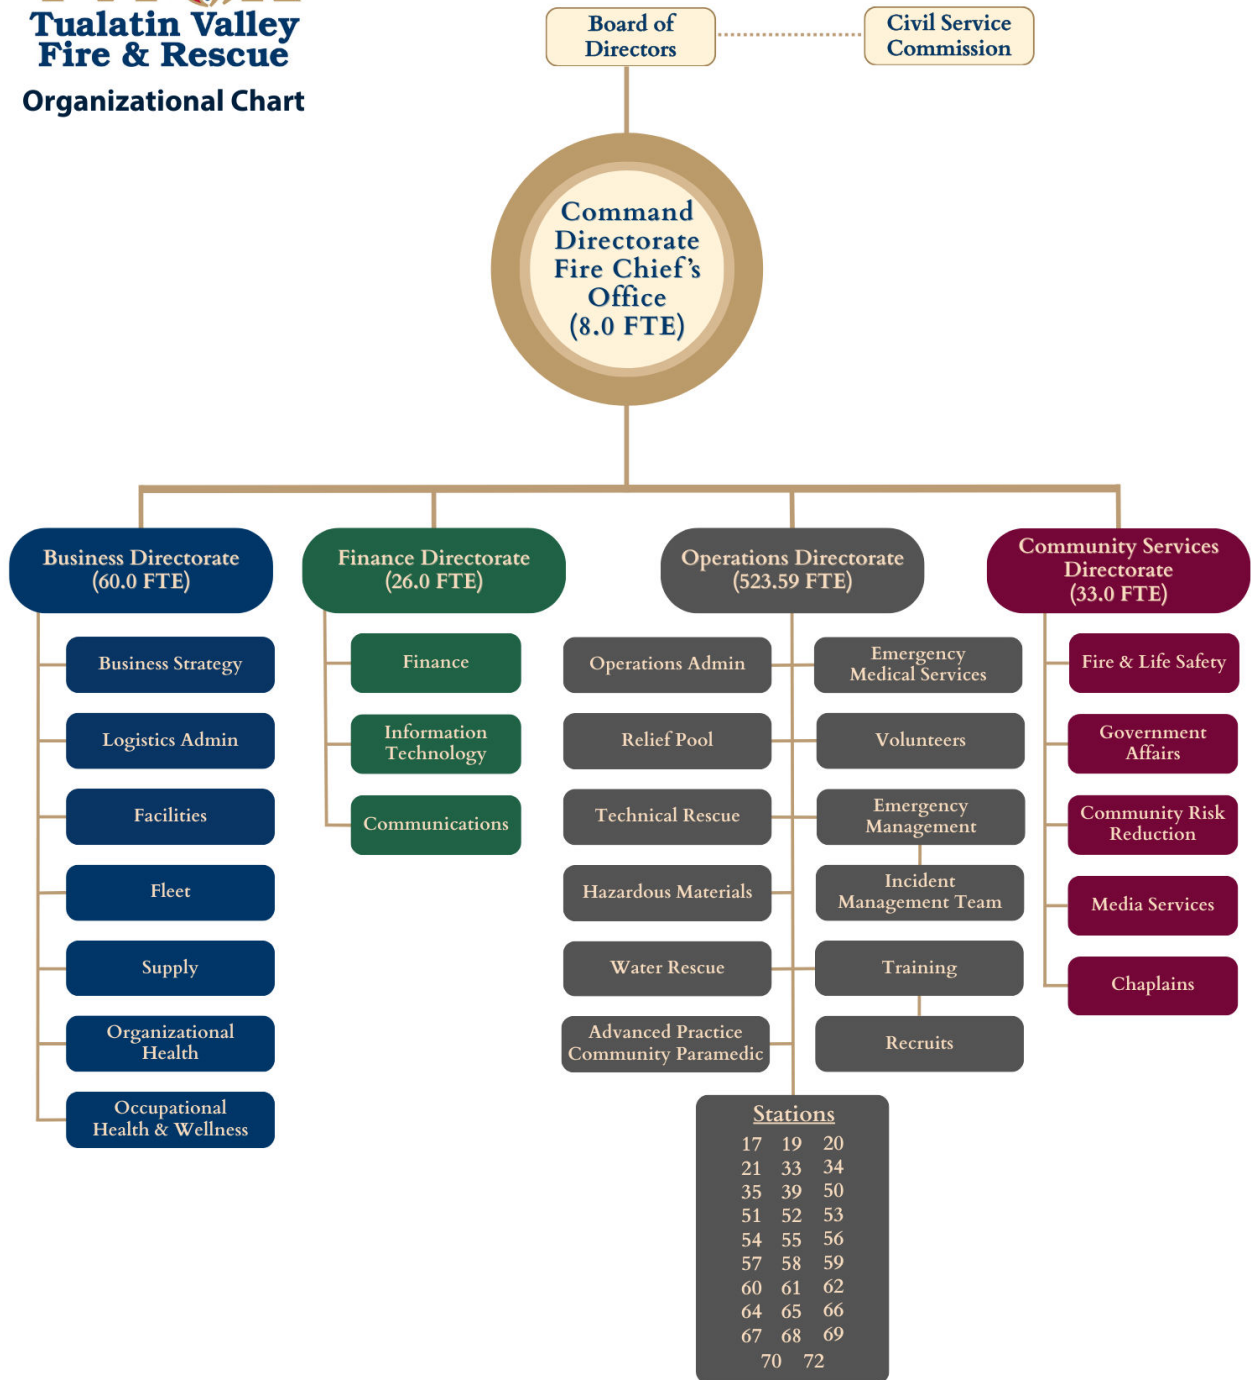 Tualatin Valley
Fire & Rescue
Organizational Chart
Board of
Directors
Civil Service
Commission
Command
Directorate
Fire Chief's
Office
(8.0 FTE)
Business Directorate
(60.0 FTE)
Business Strategy
Logistics Admin
Facilities
Fleet
Supply
Organizational
Health
Occupational
Health & Wellness
Finance Directorate
(26.0 FTE)
Finance
Information
Technology
Communications
Operations Directorate
(523.59 FTE)
Operations Admin
Relief Pool
Technical Rescue
Hazardous Materials
Water Rescue
Advanced Practice
Community Paramedic
Emergency
Medical Services
Volunteers
Emergency
Management
Incident
Management Team
Training
Recruits
Stations
17 19 20
21 33 34
35 39 50
51 52 53
54 55 56
57 58 59
60 61 62
64 65 66
67 68 69
70 72
Community Services
Directorate
(33.0 FTE)
Fire & Life Safety
Government
Affairs
Community Risk
Reduction
Media Services
Chaplains